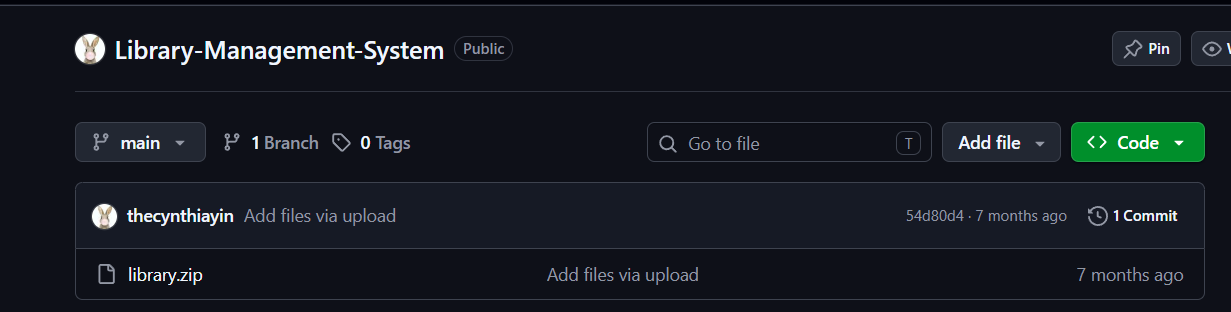 Library-Management-System Public Pin
main 1 Branch 0 Tags Go to file T Add file Code
thecynthiayin Add files via upload 54d80d4 · 7 months ago 1 Commit
library.zip Add files via upload 7 months ago